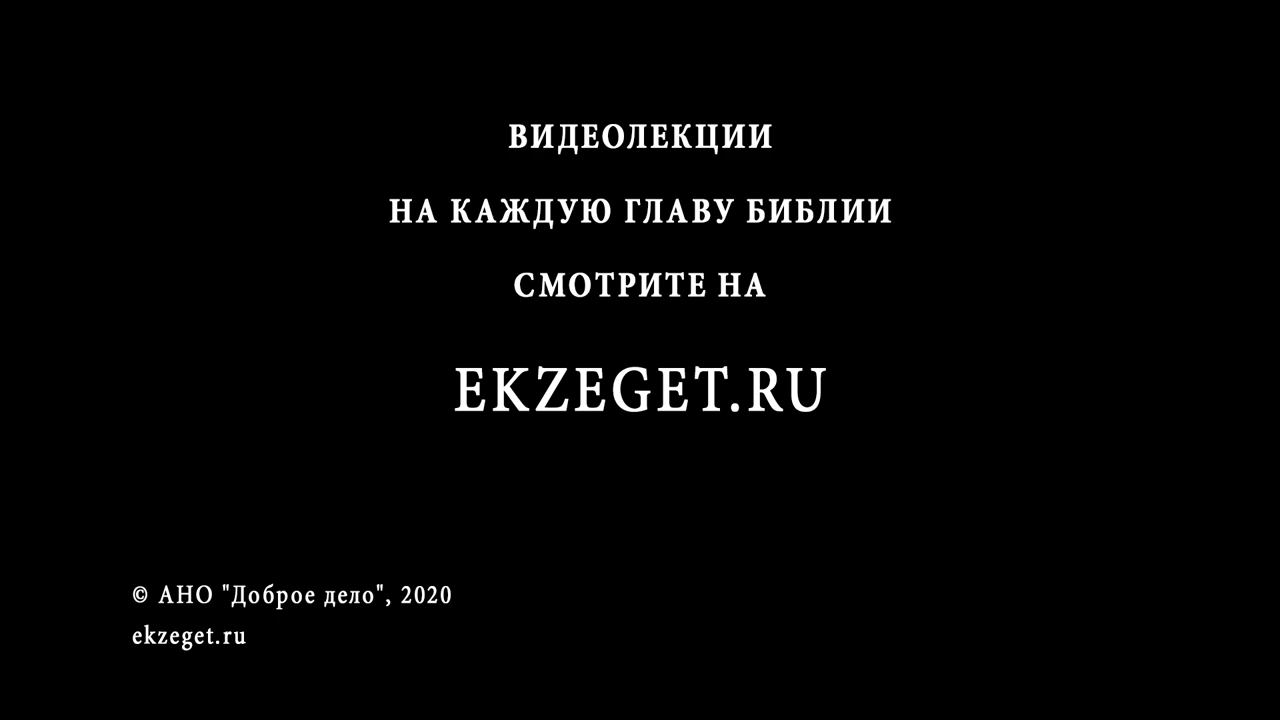 ВИДЕОЛЕКЦИИ
НА КАЖДУЮ ГЛАВУ БИБЛИИ
СМОТРИТЕ НА
EKZEGET.RU
© АНО "Доброе дело", 2020
ekzeget.ru